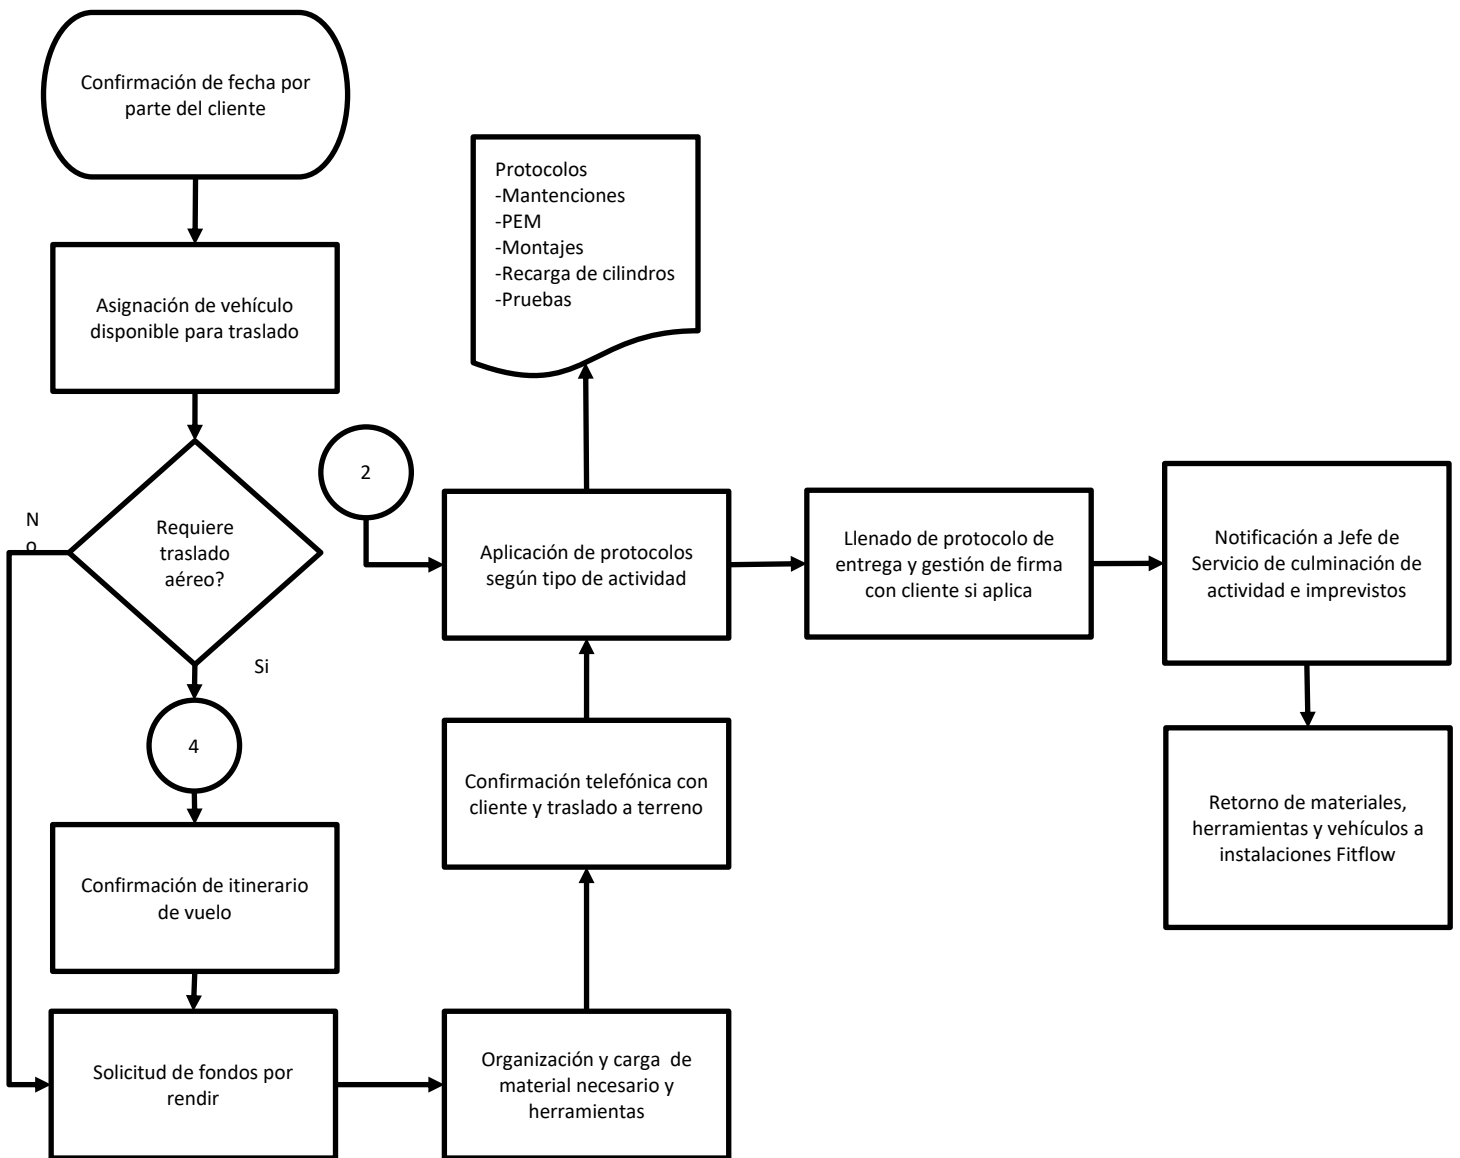 Confirmación de fecha por
parte del cliente
Asignación de vehículo
disponible para traslado
Requiere
traslado
aéreo?
N
o
Si
4
Confirmación de itinerario
de vuelo
Solicitud de fondos por
rendir
Organización y carga de
material necesario y
herramientas
Confirmación telefónica con
cliente y traslado a terreno
2
Aplicación de protocolos
según tipo de actividad
Protocolos
-Mantenciones
-PEM
-Montajes
-Recarga de cilindros
-Pruebas
Llenado de protocolo de
entrega y gestión de firma
con cliente si aplica
Notificación a Jefe de
Servicio de culminación de
actividad e imprevistos
Retorno de materiales,
herramientas y vehículos a
instalaciones Fitflow